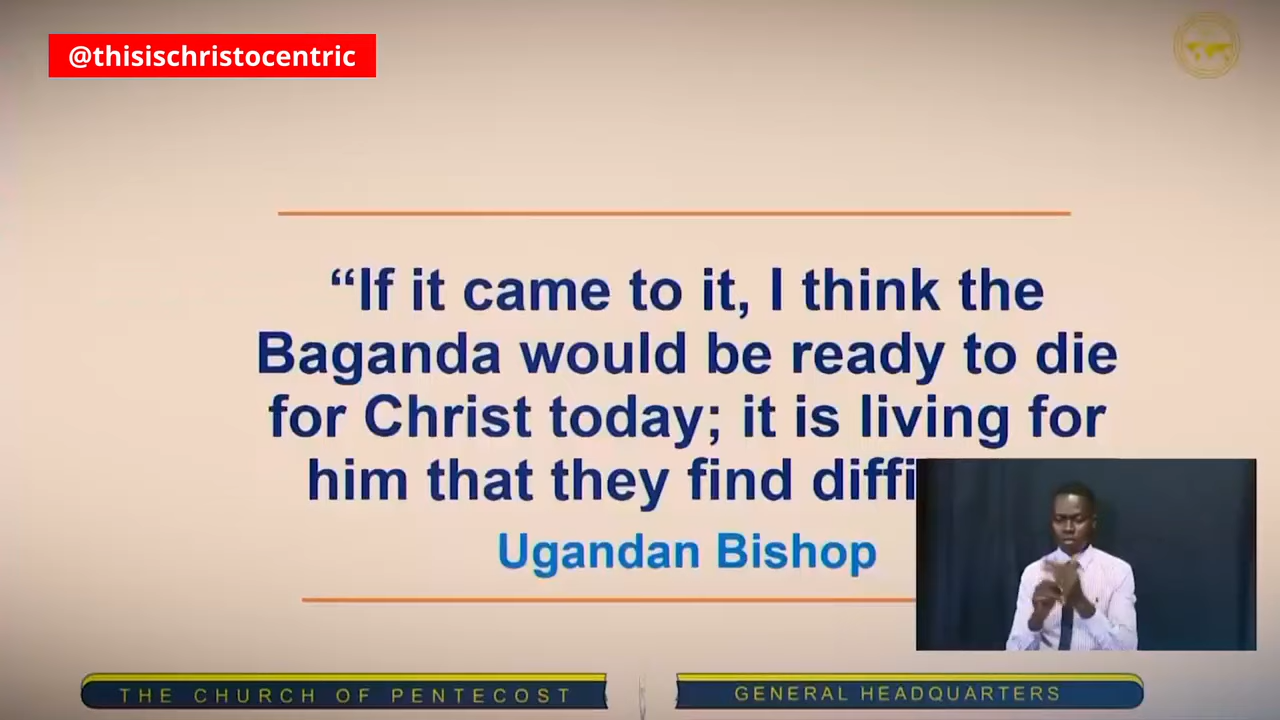 @thisischristocentric
“If it came to it, I think the
Baganda would be ready to die
for Christ today; it is living for
him that they find diffi
Ugandan Bishop
THE CHURCH OF PENTECOST
GENERAL HEADQUARTERS